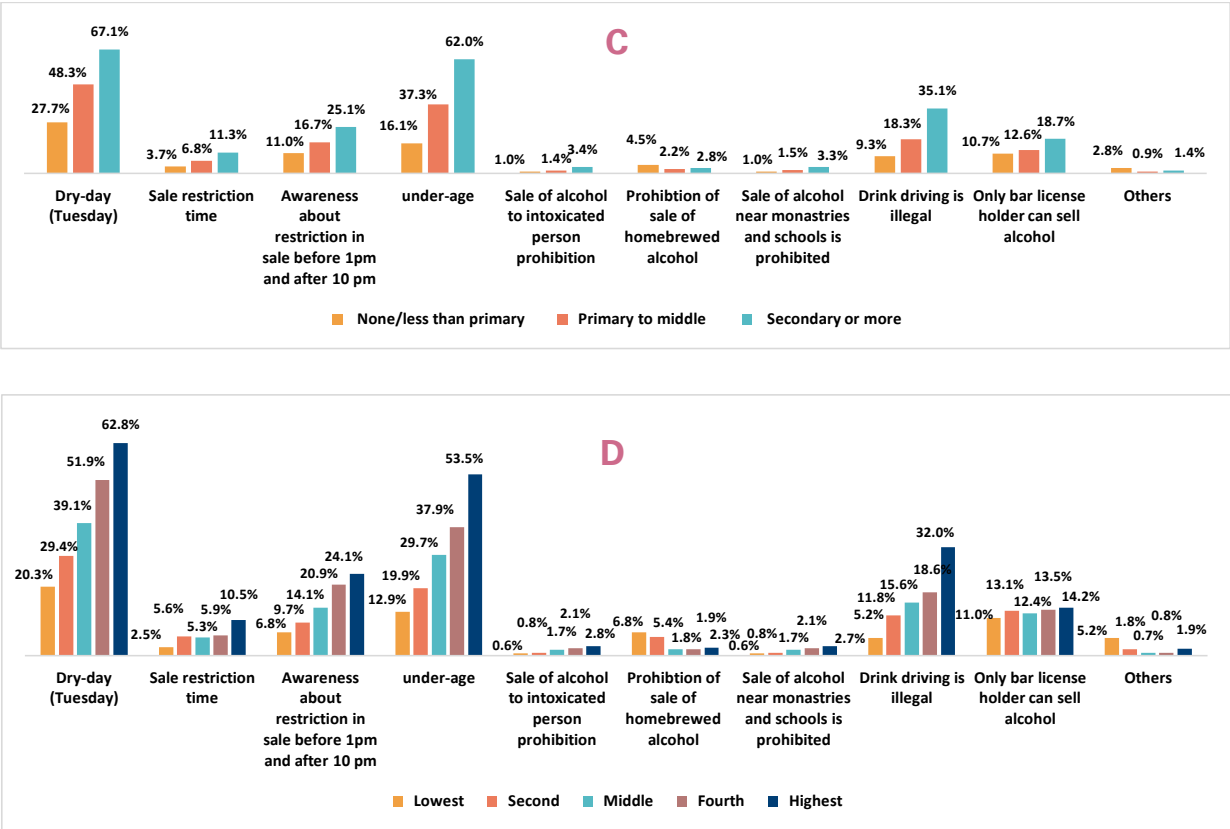 C
27.7%
48.3%
67.1%
3.7%
6.8%
11.3%
11.0%
16.7%
25.1%
16.1%
37.3%
62.0%
1.0%
1.4%
3.4%
4.5%
2.2%
2.8%
1.0%
1.5%
3.3%
9.3%
18.3%
35.1%
10.7%
12.6%
18.7%
2.8%
0.9%
1.4%
Dry-day
(Tuesday)
Sale restriction
time
Awareness
about
restriction in
sale before 1pm
and after 10 pm
under-age
Sale of alcohol
to intoxicated
person
prohibition
Prohibtion of
sale of
homebrewed
alcohol
Sale of alcohol
near monastries
and schools is
prohibited
Drink driving is
illegal
Only bar license
holder can sell
alcohol
Others
None/less than primary
Primary to middle
Secondary or more
D
20.3%
29.4%
39.1%
51.9%
62.8%
2.5%
5.6%
5.3%
5.9%
10.5%
6.8%
9.7%
14.1%
20.9%
24.1%
12.9%
19.9%
29.7%
37.9%
53.5%
0.6%
0.8%
1.7%
2.1%
2.8%
6.8%
5.4%
1.8%
1.9%
2.3%
0.6%
0.8%
1.7%
2.1%
2.7%
5.2%
11.8%
15.6%
18.6%
32.0%
11.0%
13.1%
12.4%
13.5%
14.2%
5.2%
1.8%
0.7%
0.8%
1.9%
Dry-day
(Tuesday)
Sale restriction
time
Awareness
about
restriction in
sale before 1pm
and after 10 pm
under-age
Sale of alcohol
to intoxicated
person
prohibition
Prohibtion of
sale of
homebrewed
alcohol
Sale of alcohol
near monastries
and schools is
prohibited
Drink driving is
illegal
Only bar license
holder can sell
alcohol
Others
Lowest
Second
Middle
Fourth
Highest